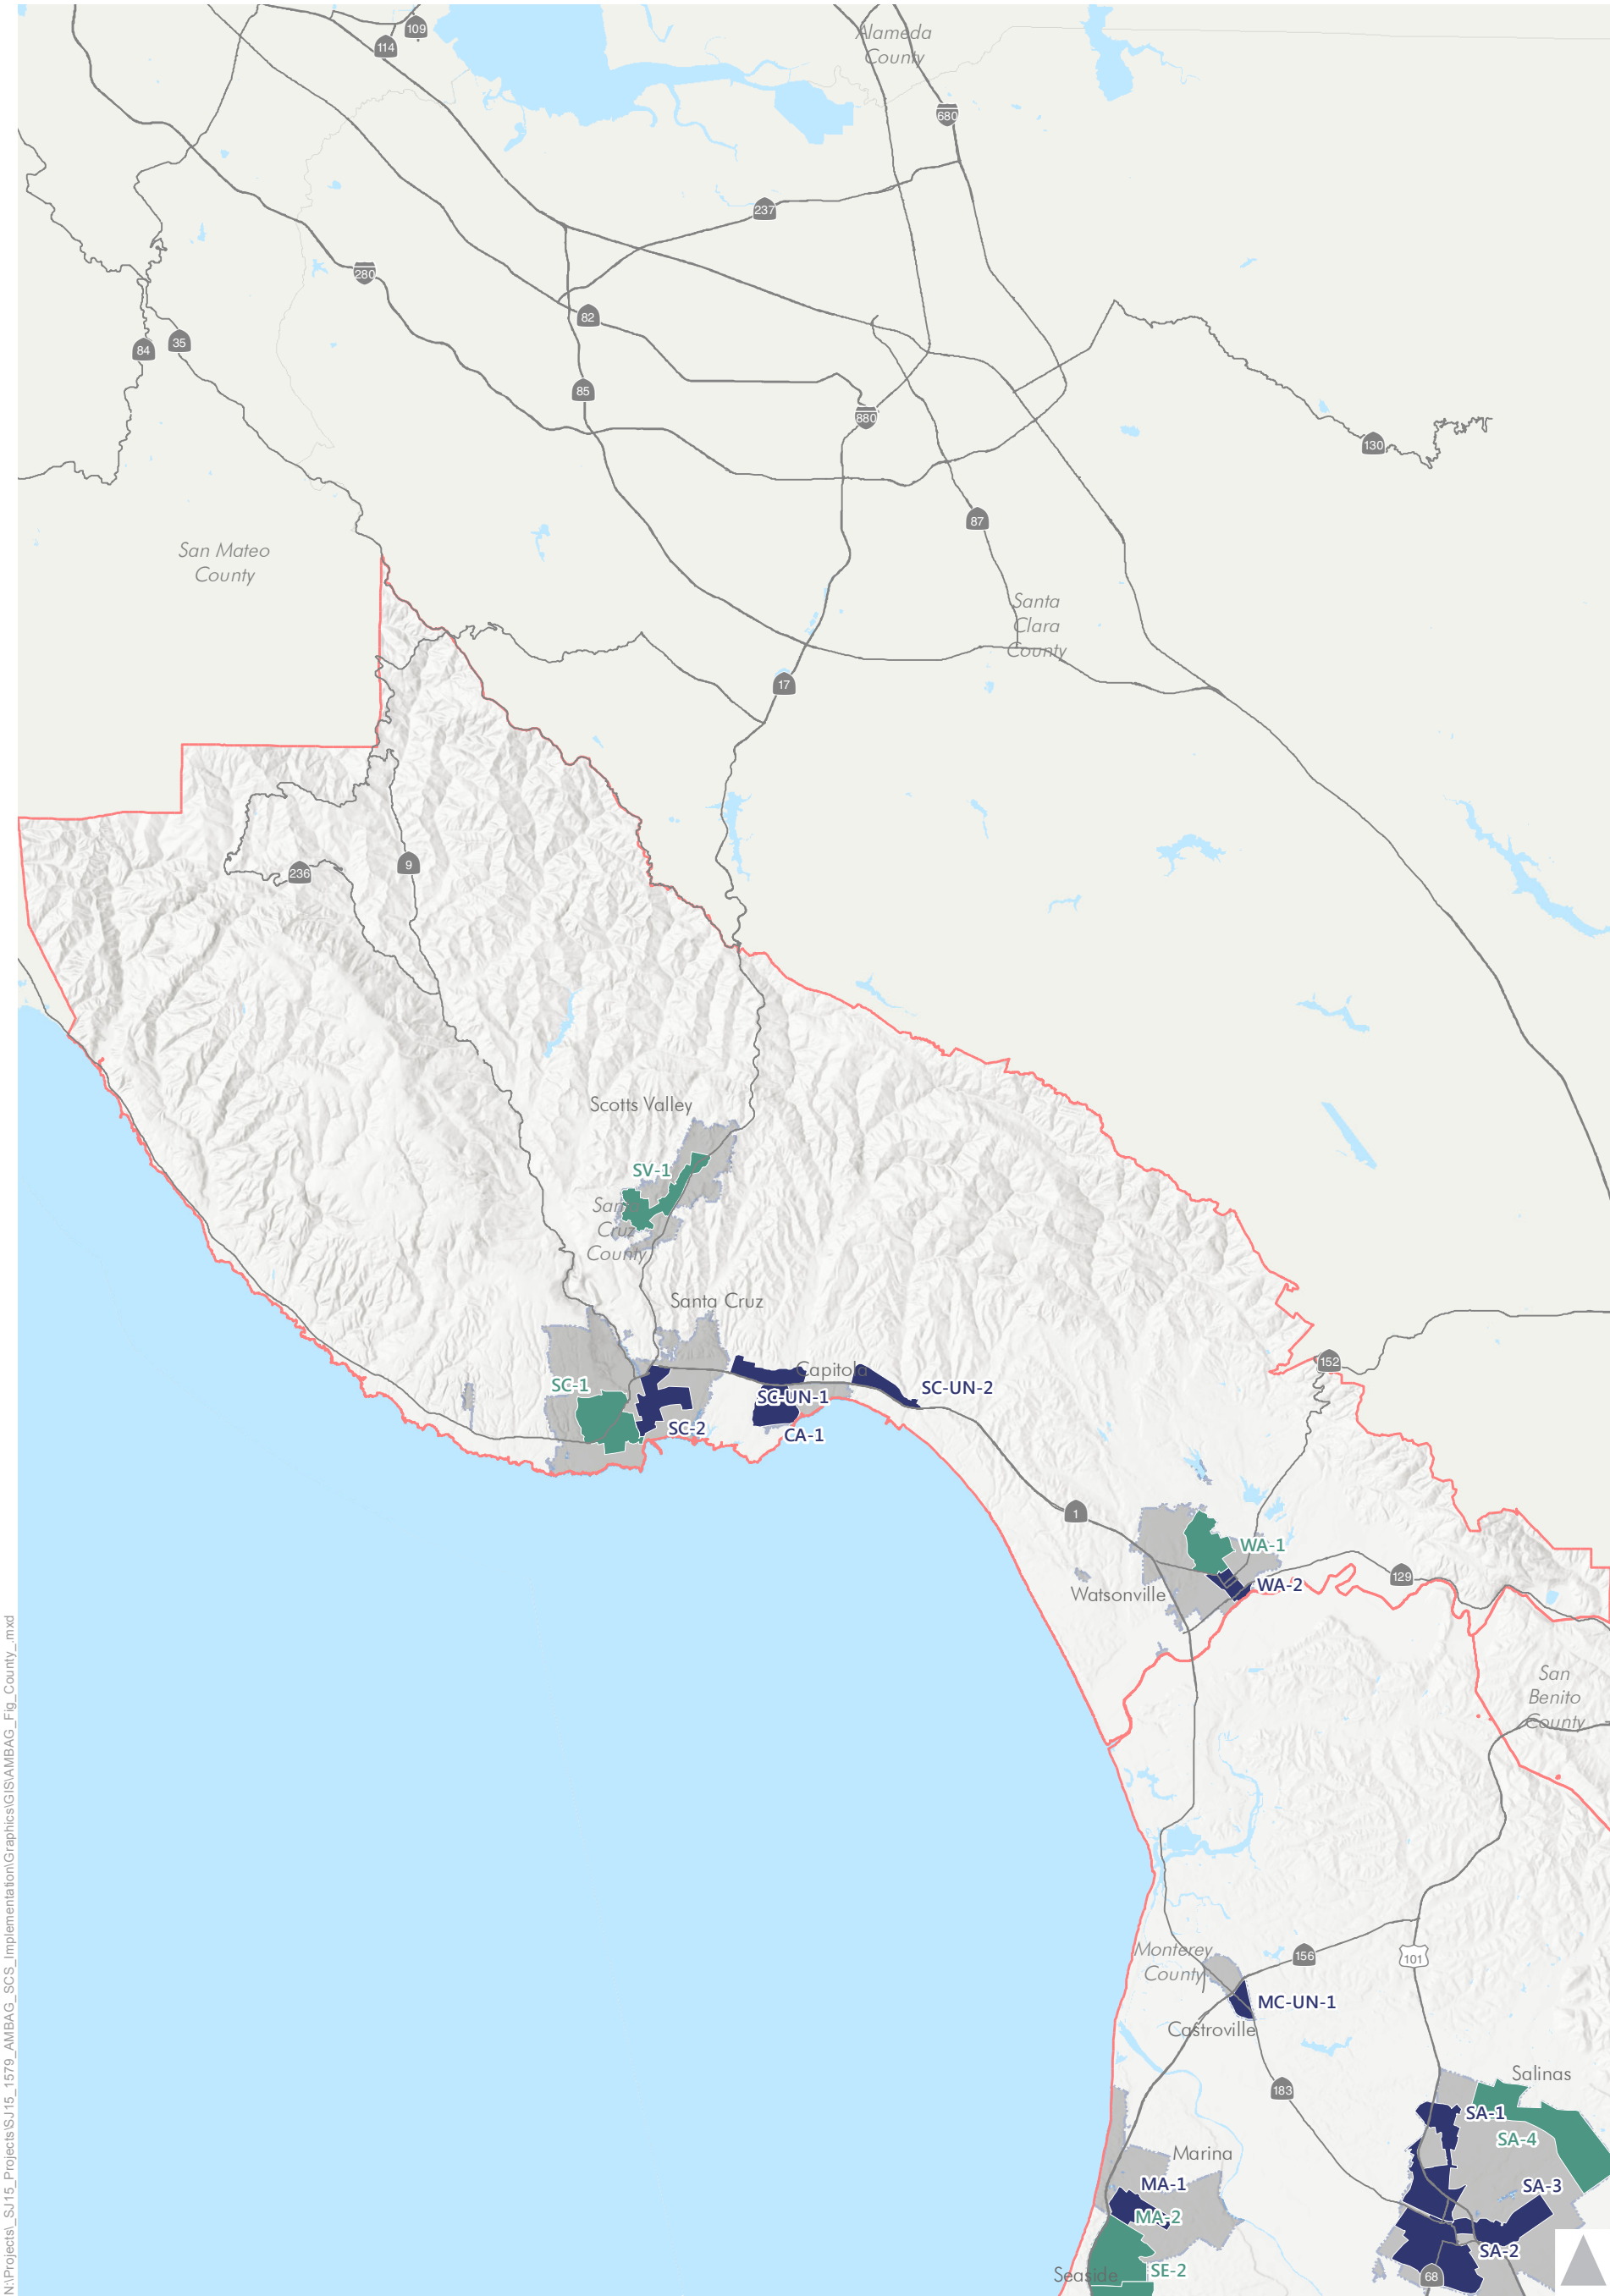 Alameda
County
109
114
680
237
280
82
84
35
85
880
130
87
San Mateo
County
Santa
Clara
County
17
9
236
Scotts Valley
SV-1
Santa
Cruz
County
Santa Cruz
152
Capitola
SC-1
SC-UN-1
SC-UN-2
SC-2
CA-1
1
WA-1
129
WA-2
Watsonville
San
Benito
County
Monterey
County
156
101
MC-UN-1
Castroville
Salinas
183
SA-1
SA-4
Marina
MA-1
SA-3
MA-2
SA-2
SE-2
Seaside
68
N:\Projects\_SJ15_Projects\SJ15_1579_AMBAG_SCS_Implementation\Graphics\GIS\AMBAG_Fig_County_.mxd